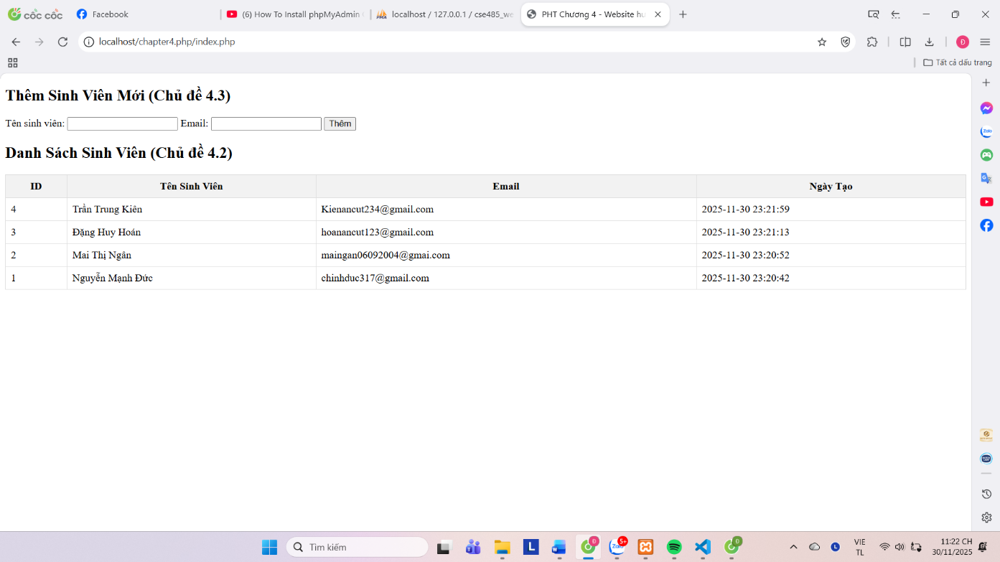 cốc cốc
Facebook
(6) How To Install phpMyAdmin
localhost / 127.0.0.1 / cse485_we
PHT Chương 4 - Website hu
localhost/chapter4.php/index.php
Đ
Tất cả dấu trang
Thêm Sinh Viên Mới (Chủ đề 4.3)
Tên sinh viên: Email: Thêm
Danh Sách Sinh Viên (Chủ đề 4.2)
ID Tên Sinh Viên Email Ngày Tạo
4 Trần Trung Kiên Kienancut234@gmail.com 2025-11-30 23:21:59
3 Đặng Huy Hoán hoanancut123@gmail.com 2025-11-30 23:21:13
2 Mai Thị Ngân maingan06092004@gmai.com 2025-11-30 23:20:52
1 Nguyễn Mạnh Đức chinhduc317@gmail.com 2025-11-30 23:20:42
Zalo
Tìm kiếm
L
W
Đ
Zalo
5+
Đ
L
VIE
TL
11:22 CH
30/11/2025